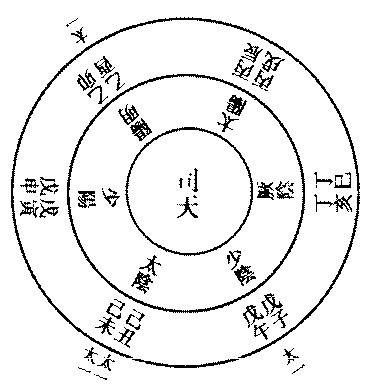 司天
太陽
厥陰
少陰
太陰
少陽
陽明
丙辰
丙戌
丁巳
丁亥
戊子
戊午
己丑
己未
戊寅
戊申
乙卯
乙酉
太一
太一
太一
太一